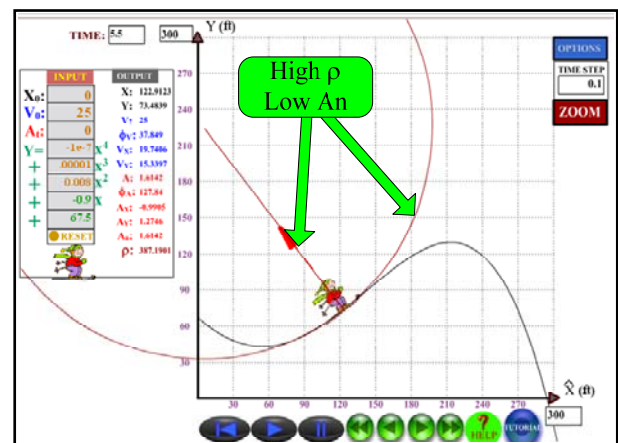 TIME: 5.5
300
Y (ft)
OPTIONS
TIME STEP
0.1
ZOOM
High ρ
Low An
INPUT
OUTPUT
X₀: 0
V₀: 25
Aₜ: 0
Y= -1e-7 x⁴
+ .00001 x³
+ 0.008 x²
+ -0.9 x
+ 67.5
RESET
X: 122.9123
Y: 73.4839
V: 25
ϕV: 37.849
VX: 19.7406
VY: 15.3397
A: 1.6142
ϕA: 127.84
AX: -0.9905
AY: 1.2746
Aₙ: 1.6142
ρ: 387.1901
270
240
210
180
150
120
90
60
30
30 60 90 120 150 180 210 240 270
X̂ (ft)
300
? HELP
TUTORIAL